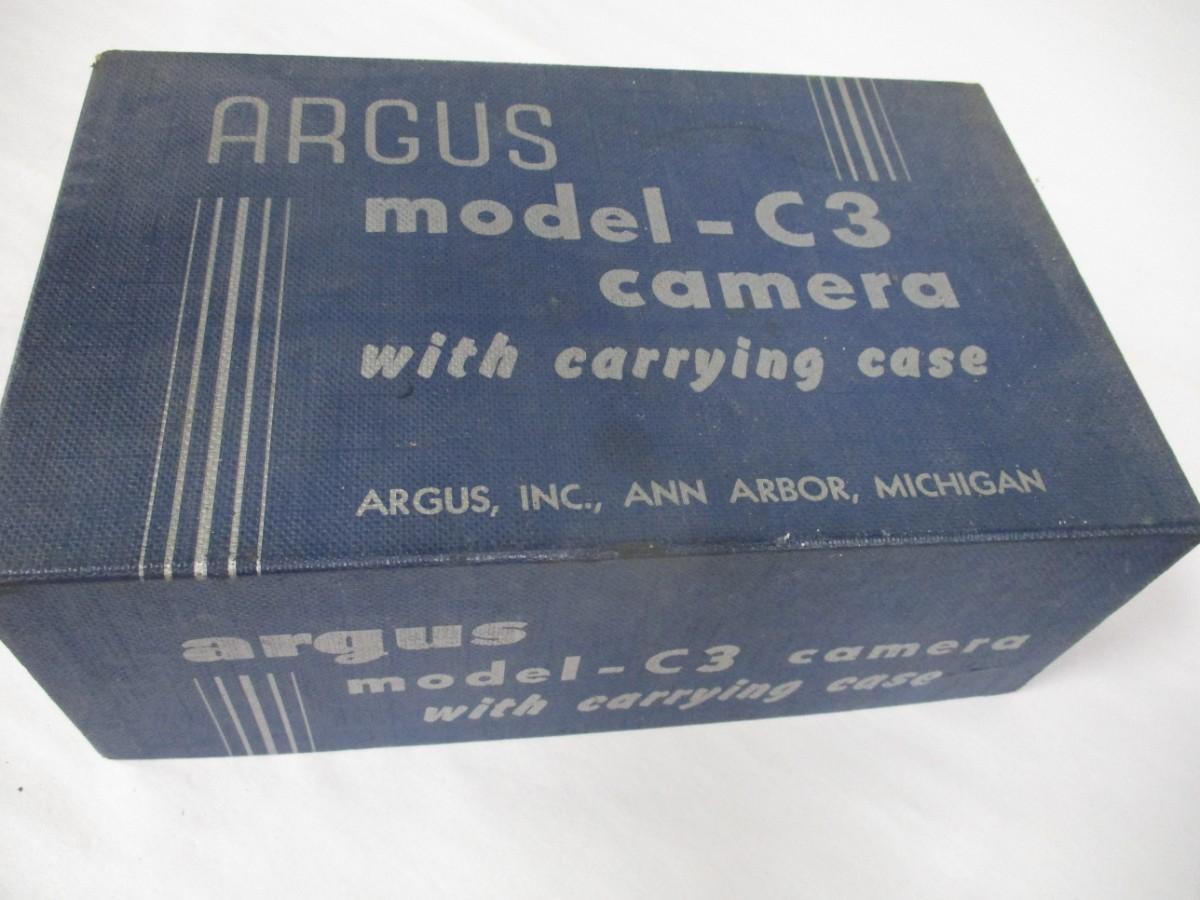 ARGUS
model - C3
camera
with carrying case
ARGUS, INC., ANN ARBOR, MICHIGAN
argus
model - C3 camera
with carrying case